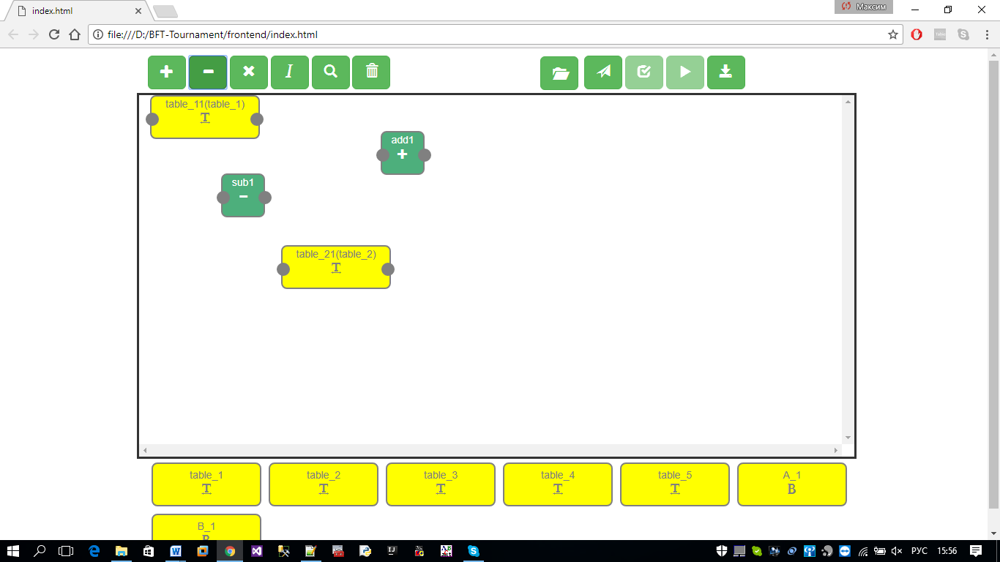 index.html
Максим
file:///D:/BFT-Tournament/frontend/index.html
table_11(table_1)
T
add1
sub1
table_21(table_2)
T
table_1 table_2 table_3 table_4 table_5 A_1
T T T T T B
B_1
B
РУС 15:56